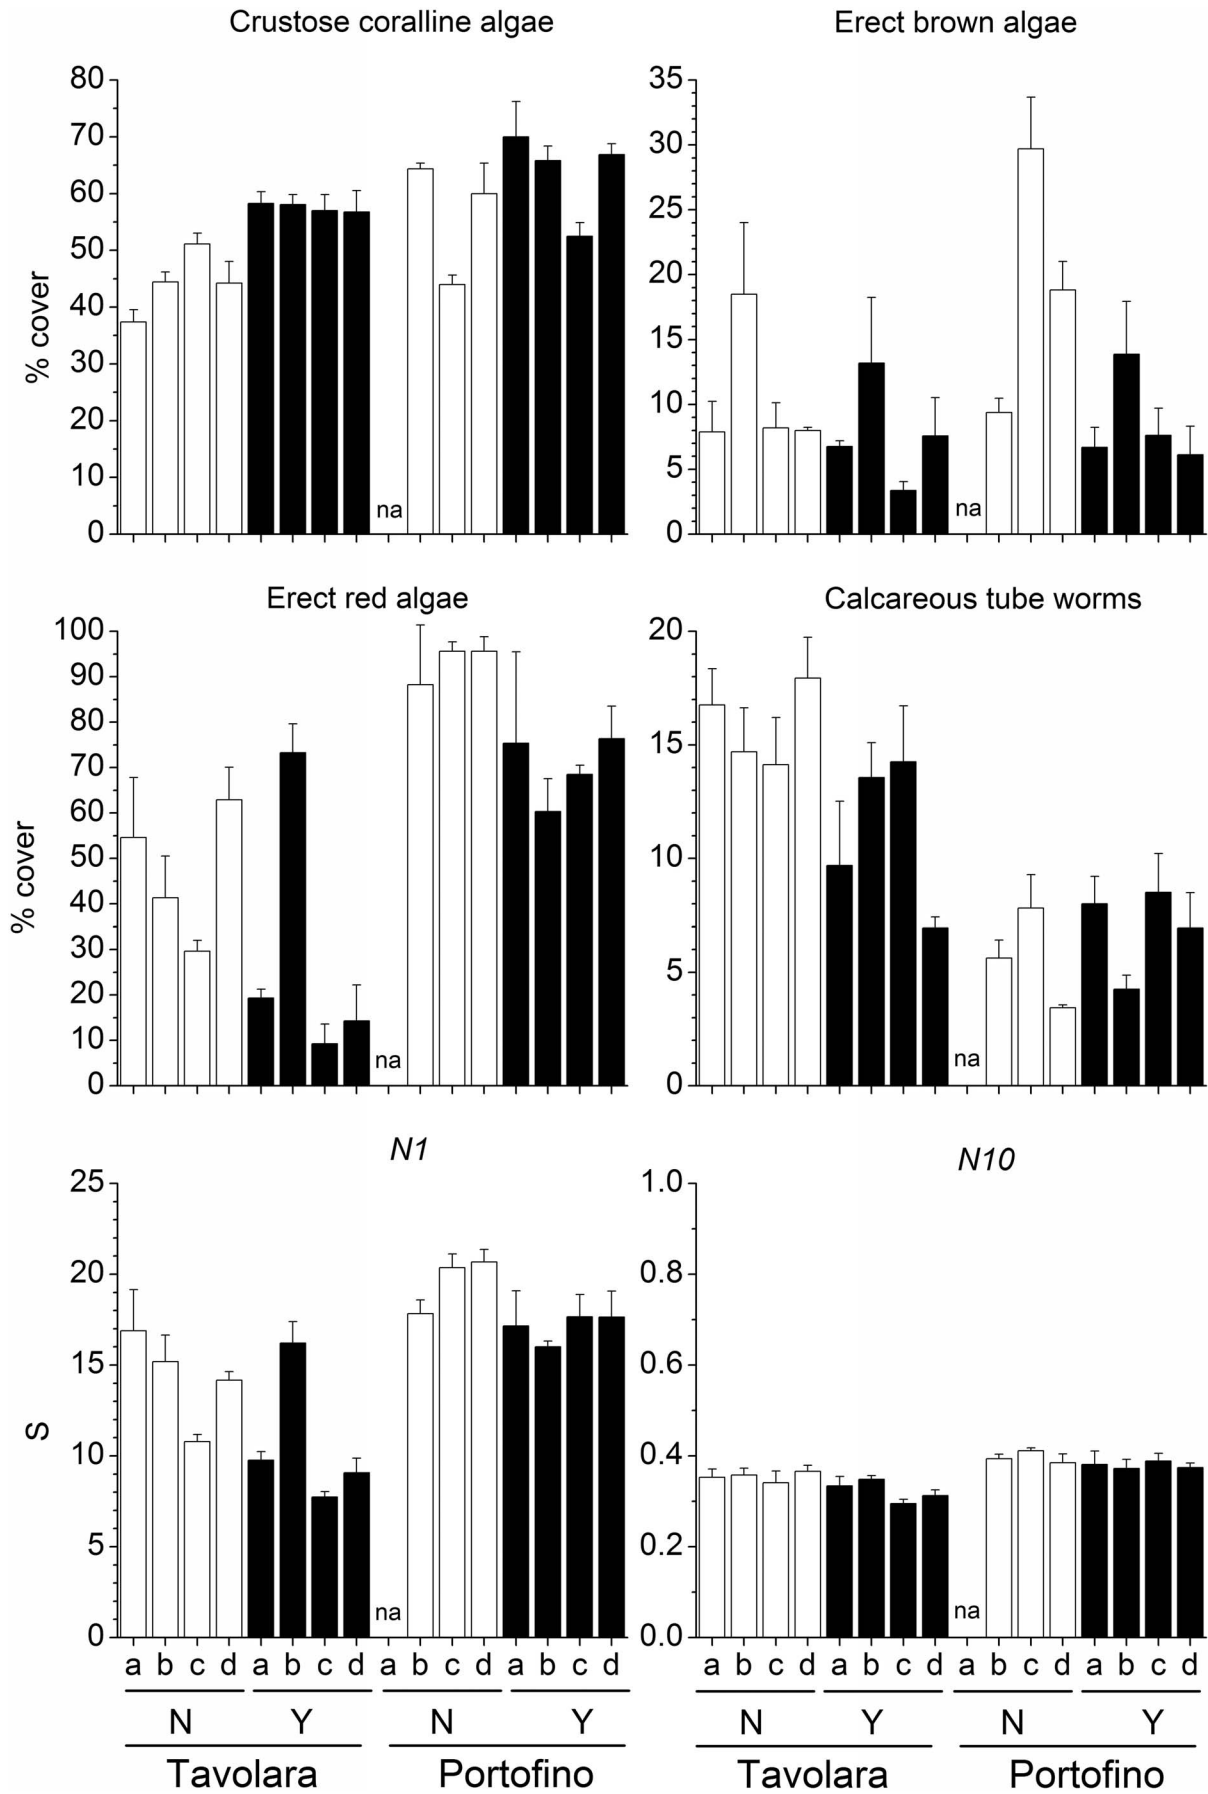 Crustose coralline algae
Erect brown algae
80
70
60
50
40
30
20
10
0
% cover
na
35
30
25
20
15
10
5
0
na
Erect red algae
Calcareous tube worms
100
90
80
70
60
50
40
30
20
10
0
% cover
na
20
15
10
5
0
na
N1
N10
25
20
15
10
5
0
S
na
1.0
0.8
0.6
0.4
0.2
0.0
na
a b c d a b c d a b c d a b c d
a b c d a b c d a b c d a b c d
N Y N Y
N Y N Y
Tavolara Portofino
Tavolara Portofino